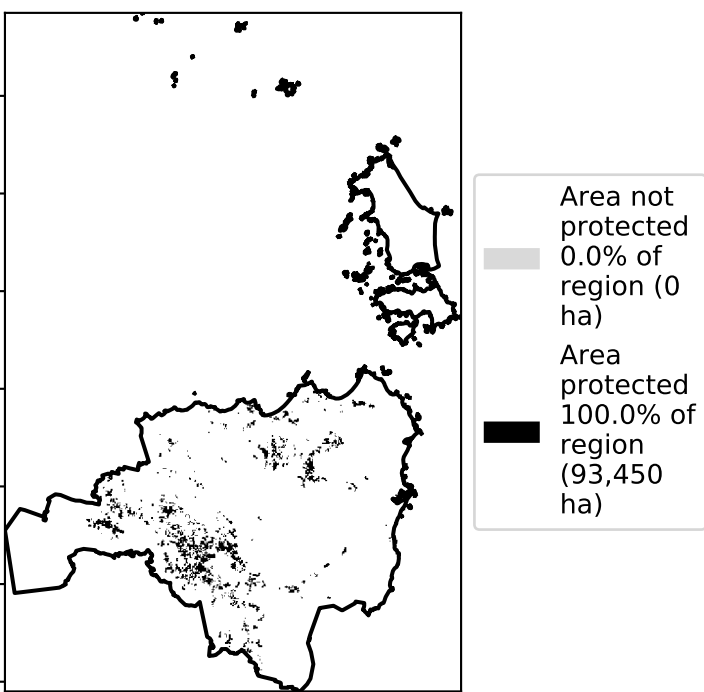 Area not
protected
0.0% of
region (0
ha)
Area
protected
100.0% of
region
(93,450
ha)